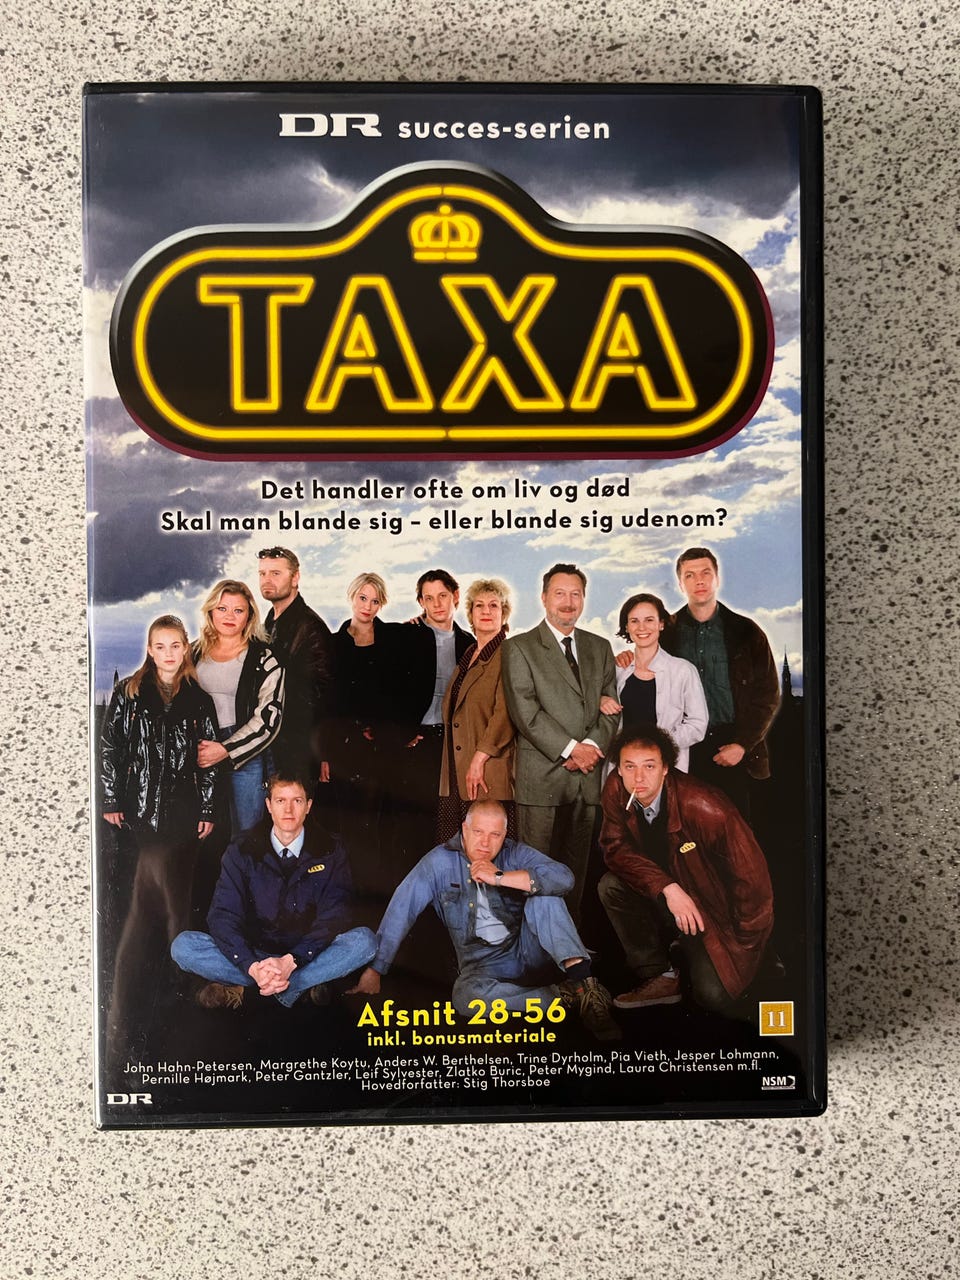 DR succes-serien
TAXA
Det handler ofte om liv og død
Skal man blande sig – eller blande sig udenom?
Afsnit 28-56
inkl. bonusmateriale
11
John Hahn-Petersen, Margrethe Koytu, Anders W. Berthelsen, Trine Dyrholm, Pia Vieth, Jesper Lohmann,
Pernille Højmark, Peter Gantzler, Leif Sylvester, Zlatko Buric, Peter Mygind, Laura Christensen m.fl.
Hovedforfatter: Stig Thorsboe
DR
NSM